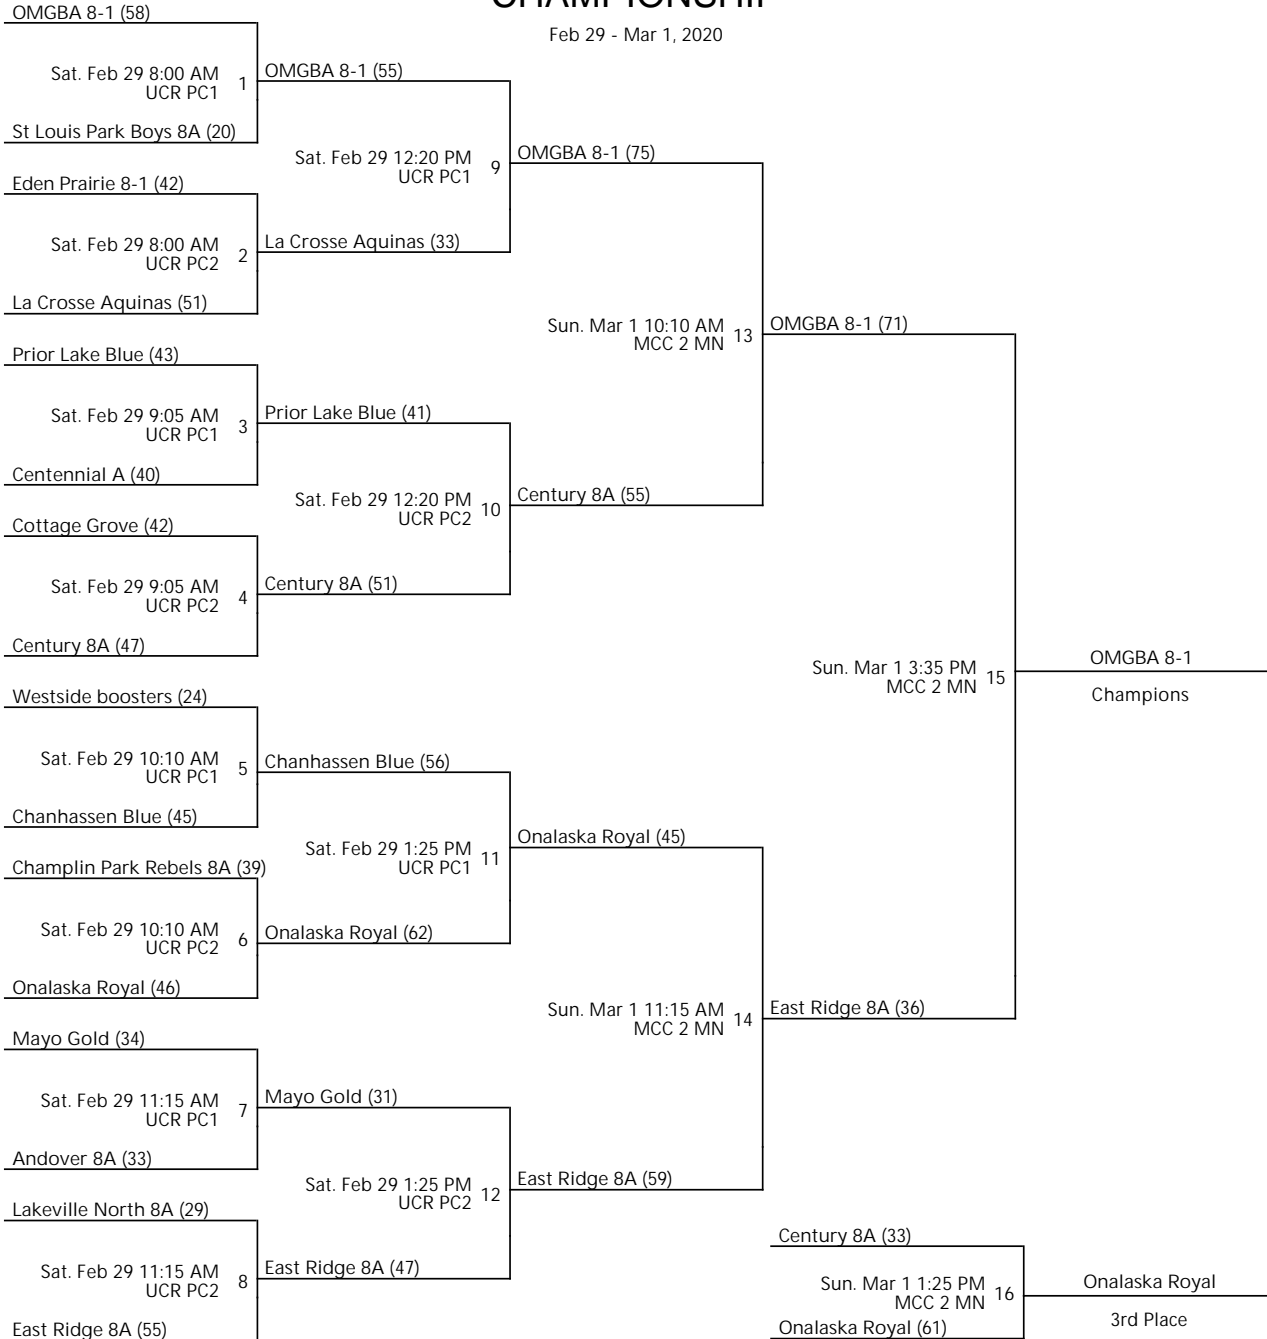 CHAMPIONSHIP
Feb 29 - Mar 1, 2020
OMGBA 8-1 (58)
Sat. Feb 29 8:00 AM
UCR PC1
1
St Louis Park Boys 8A (20)
OMGBA 8-1 (55)
Eden Prairie 8-1 (42)
Sat. Feb 29 8:00 AM
UCR PC2
2
La Crosse Aquinas (51)
La Crosse Aquinas (33)
Sat. Feb 29 12:20 PM
UCR PC1
9
OMGBA 8-1 (75)
Prior Lake Blue (43)
Sat. Feb 29 9:05 AM
UCR PC1
3
Centennial A (40)
Prior Lake Blue (41)
Cottage Grove (42)
Sat. Feb 29 9:05 AM
UCR PC2
4
Century 8A (47)
Century 8A (51)
Sat. Feb 29 12:20 PM
UCR PC2
10
Century 8A (55)
Sun. Mar 1 10:10 AM
MCC 2 MN
13
OMGBA 8-1 (71)
Westside boosters (24)
Sat. Feb 29 10:10 AM
UCR PC1
5
Chanhassen Blue (45)
Chanhassen Blue (56)
Champlin Park Rebels 8A (39)
Sat. Feb 29 10:10 AM
UCR PC2
6
Onalaska Royal (46)
Onalaska Royal (62)
Sat. Feb 29 1:25 PM
UCR PC1
11
Onalaska Royal (45)
Mayo Gold (34)
Sat. Feb 29 11:15 AM
UCR PC1
7
Andover 8A (33)
Mayo Gold (31)
Lakeville North 8A (29)
Sat. Feb 29 11:15 AM
UCR PC2
8
East Ridge 8A (55)
East Ridge 8A (47)
Sat. Feb 29 1:25 PM
UCR PC2
12
East Ridge 8A (59)
Sun. Mar 1 11:15 AM
MCC 2 MN
14
East Ridge 8A (36)
Sun. Mar 1 3:35 PM
MCC 2 MN
15
OMGBA 8-1
Champions
Century 8A (33)
Sun. Mar 1 1:25 PM
MCC 2 MN
16
Onalaska Royal (61)
Onalaska Royal
3rd Place